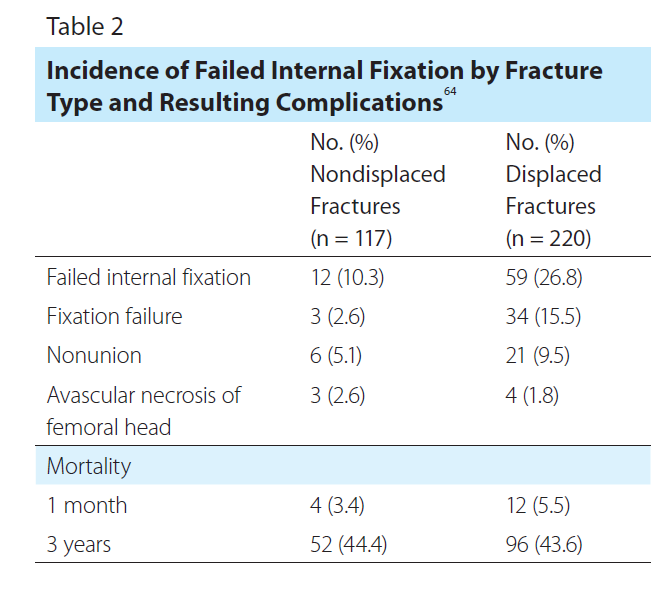 Table 2
Incidence of Failed Internal Fixation by Fracture
Type and Resulting Complications64
No. (%) No. (%)
Nondisplaced Displaced
Fractures Fractures
(n = 117) (n = 220)
Failed internal fixation 12 (10.3) 59 (26.8)
Fixation failure 3 (2.6) 34 (15.5)
Nonunion 6 (5.1) 21 (9.5)
Avascular necrosis of 3 (2.6) 4 (1.8)
femoral head
Mortality
1 month 4 (3.4) 12 (5.5)
3 years 52 (44.4) 96 (43.6)